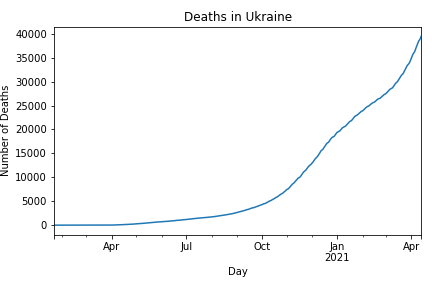 Deaths in Ukraine
Number of Deaths
40000
35000
30000
25000
20000
15000
10000
5000
0
Apr
Jul
Oct
Jan
2021
Apr
Day